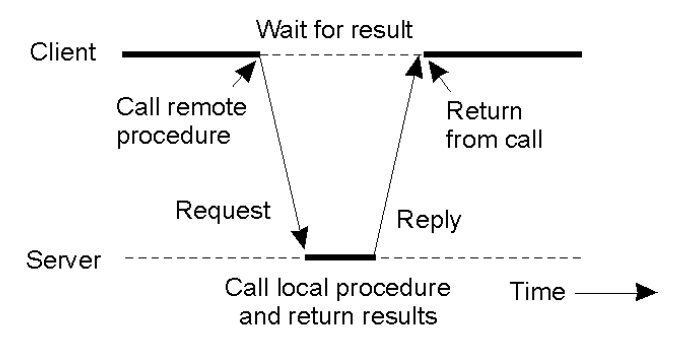 Wait for result
Client
Call remote
procedure
Return
from call
Request
Reply
Server
Call local procedure
and return results
Time